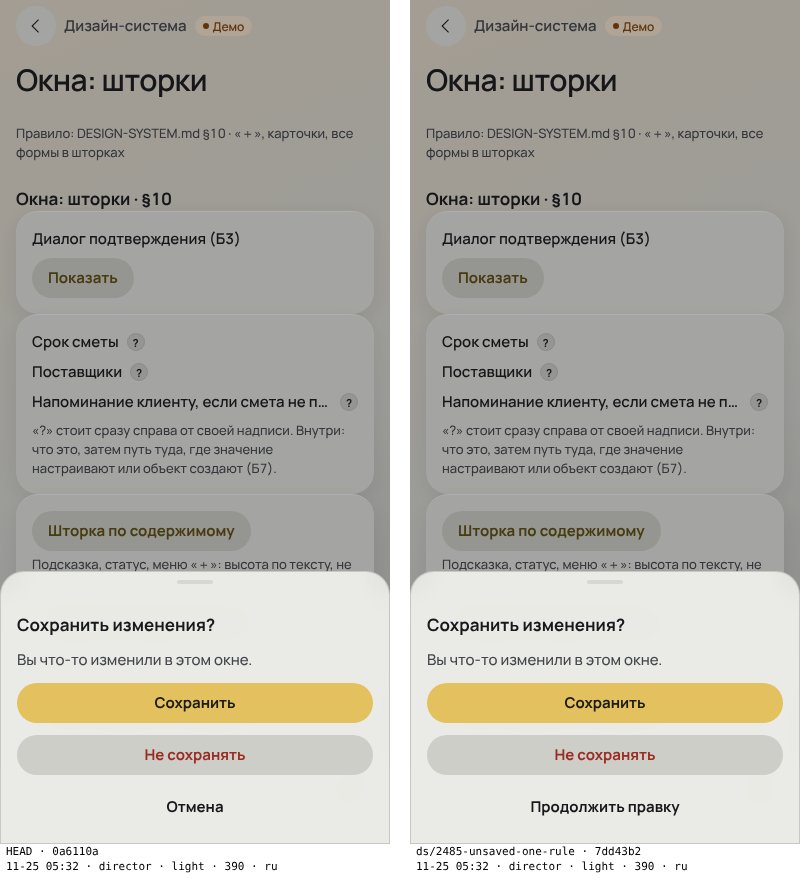 Дизайн-система
Демо
Окна: шторки
Правило: DESIGN-SYSTEM.md §10 · « + », карточки, все
формы в шторках
Окна: шторки · §10
Диалог подтверждения (Б3)
Показать
Срок сметы ?
Поставщики ?
Напоминание клиенту, если смета не п... ?
«?» стоит сразу справа от своей надписи. Внутри:
что это, затем путь туда, где значение
настраивают или объект создают (Б7).
Шторка по содержимому
Подсказка, статус, меню « + »: высота по тексту, не
Сохранить изменения?
Вы что-то изменили в этом окне.
Сохранить
Не сохранять
Отмена
HEAD · 0a6110a
11-25 05:32 · director · light · 390 · ru
Дизайн-система
Демо
Окна: шторки
Правило: DESIGN-SYSTEM.md §10 · « + », карточки, все
формы в шторках
Окна: шторки · §10
Диалог подтверждения (Б3)
Показать
Срок сметы ?
Поставщики ?
Напоминание клиенту, если смета не п... ?
«?» стоит сразу справа от своей надписи. Внутри:
что это, затем путь туда, где значение
настраивают или объект создают (Б7).
Шторка по содержимому
Подсказка, статус, меню « + »: высота по тексту, не
Сохранить изменения?
Вы что-то изменили в этом окне.
Сохранить
Не сохранять
Продолжить правку
ds/2485-unsaved-one-rule · 7dd43b2
11-25 05:32 · director · light · 390 · ru